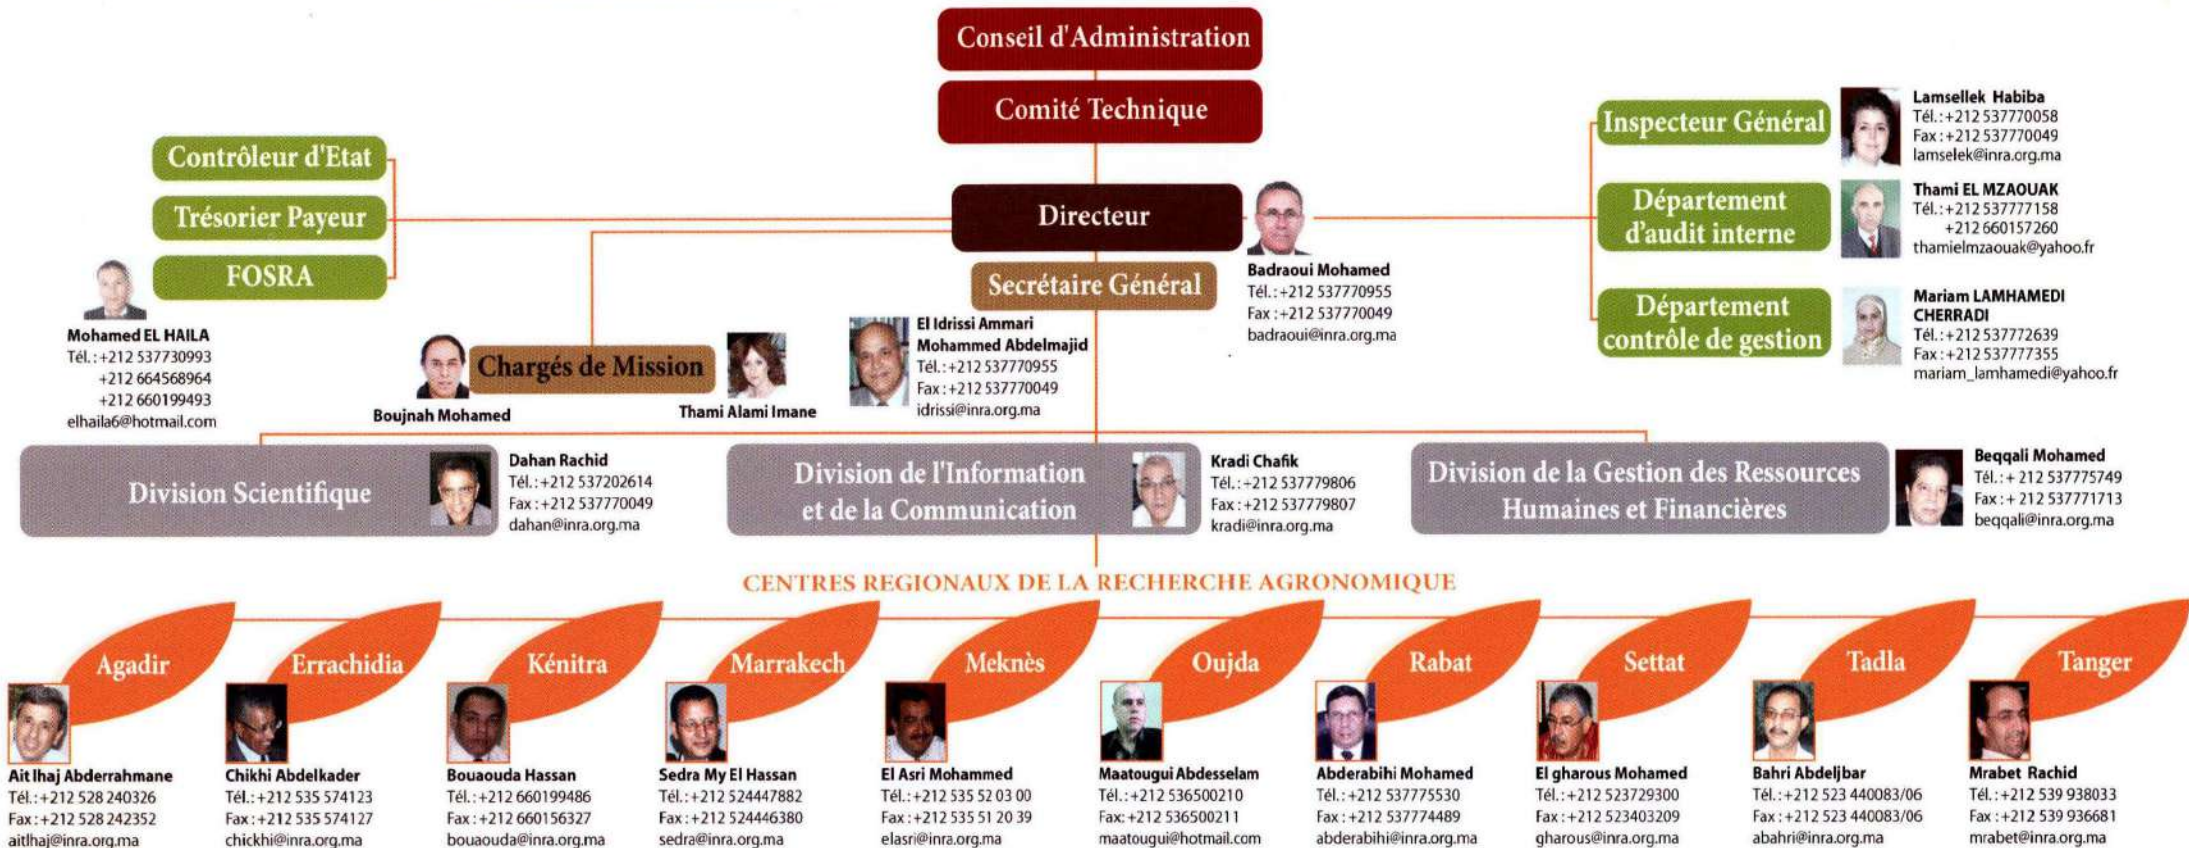 Conseil d'Administration
Comité Technique
Contrôleur d'Etat
Trésorier Payeur
FOSRA
Mohamed EL HAILA
Tél.: +212 537730993
+212 664568964
+212 660199493
elhaila6@hotmail.com
Directeur
Badraoui Mohamed
Tél.: +212 537770955
Fax : +212 537770049
badraoui@inra.org.ma
Inspecteur Général
Lamsellek Habiba
Tél.: +212 537770058
Fax : +212 537770049
lamselek@inra.org.ma
Département
d'audit interne
Thami EL MZAOUAK
Tél.: +212 537777158
+212 660157260
thamielmzaouak@yahoo.fr
Département
contrôle de gestion
Mariam LAMHAMEDI
CHERRADI
Tél.: +212 537772639
Fax : +212 537777355
mariam_lamhamedi@yahoo.fr
Secrétaire Général
El Idrissi Ammari
Mohammed Abdelmajid
Tél.: +212 537770955
Fax : +212 537770049
idrissi@inra.org.ma
Chargés de Mission
Boujnah Mohamed
Thami Alami Imane
Division Scientifique
Dahan Rachid
Tél.: +212 537202614
Fax : +212 537770049
dahan@inra.org.ma
Division de l'Information
et de la Communication
Kradi Chafik
Tél.: +212 537779806
Fax : +212 537779807
kradi@inra.org.ma
Division de la Gestion des Ressources
Humaines et Financières
Beqqali Mohamed
Tél.: + 212 537775749
Fax : + 212 537771713
beqqali@inra.org.ma
CENTRES REGIONAUX DE LA RECHERCHE AGRONOMIQUE
Agadir
Ait lhaj Abderrahmane
Tél.: +212 528 240326
Fax : +212 528 242352
aitlhaj@inra.org.ma
Errachidia
Chikhi Abdelkader
Tél.: +212 535 574123
Fax : +212 535 574127
chickhi@inra.org.ma
Kénitra
Bouaouda Hassan
Tél.: +212 660199486
Fax : +212 660156327
bouaouda@inra.org.ma
Marrakech
Sedra My El Hassan
Tél.: +212 524447882
Fax : +212 524446380
sedra@inra.org.ma
Meknès
El Asri Mohammed
Tél.: +212 535 52 03 00
Fax : +212 535 51 20 39
elasri@inra.org.ma
Oujda
Maatougui Abdesselam
Tél.: +212 536500210
Fax: +212 536500211
maatougui@hotmail.com
Rabat
Abderabihi Mohamed
Tél.: +212 537775530
Fax : +212 537774489
abderabihi@inra.org.ma
Settat
El gharous Mohamed
Tél.: +212 523729300
Fax : +212 523403209
gharous@inra.org.ma
Tadla
Bahri Abdeljbar
Tél.: +212 523 440083/06
Fax : +212 523 440083/06
abahri@inra.org.ma
Tanger
Mrabet Rachid
Tél.: +212 539 938033
Fax : +212 539 936681
mrabet@inra.org.ma